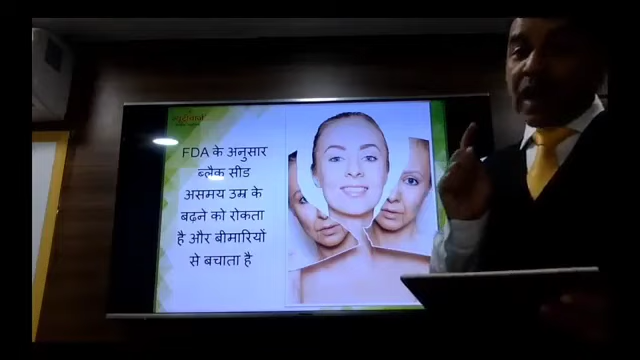 FDA के अनुसार
ब्लैक सीड
असमय उम्र के
बढ़ने को रोकता
है और बीमारियों
से बचाता है